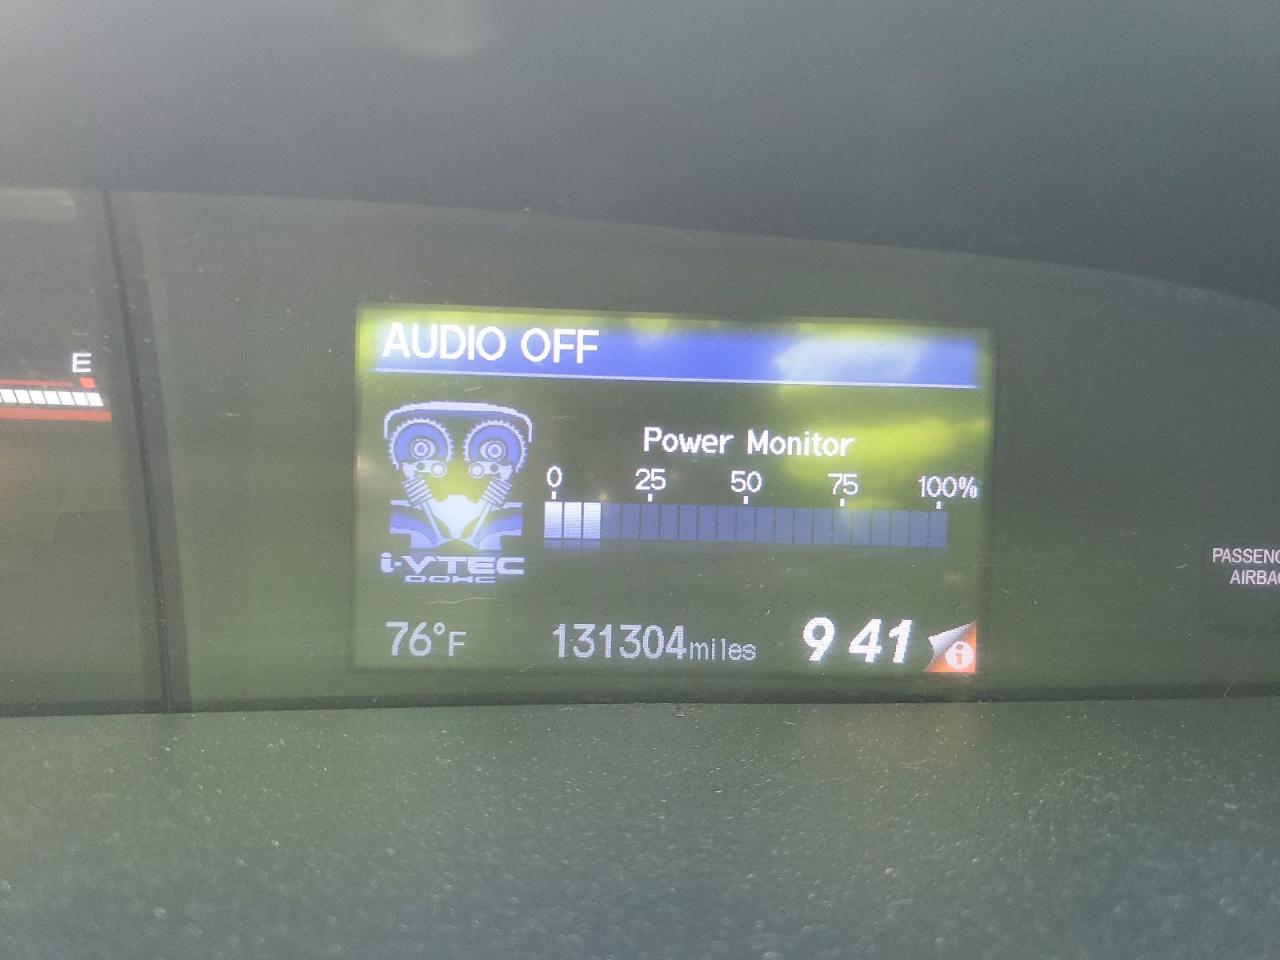 AUDIO OFF
E
Power Monitor
0 25 50 75 100%
i-VTEC
DOHC
PASSENG
AIRBAG
76°F 131304miles 9 41 i